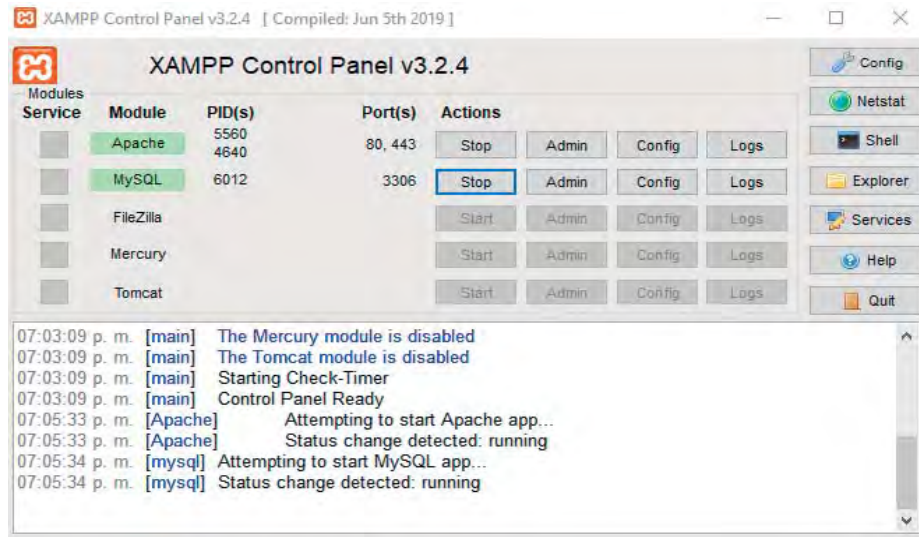 XAMPP Control Panel v3.2.4 [ Compiled: Jun 5th 2019 ]
XAMPP Control Panel v3.2.4
Config
Modules
Service Module PID(s) Port(s) Actions
Netstat
Apache 5560 4640 80, 443 Stop Admin Config Logs
Shell
MySQL 6012 3306 Stop Admin Config Logs
Explorer
FileZilla Start Admin Config Logs
Services
Mercury Start Admin Config Logs
Help
Tomcat Start Admin Config Logs
Quit
07:03:09 p. m. [main] The Mercury module is disabled
07:03:09 p. m. [main] The Tomcat module is disabled
07:03:09 p. m. [main] Starting Check-Timer
07:03:09 p. m. [main] Control Panel Ready
07:05:33 p. m. [Apache] Attempting to start Apache app...
07:05:33 p. m. [Apache] Status change detected: running
07:05:34 p. m. [mysql] Attempting to start MySQL app...
07:05:34 p. m. [mysql] Status change detected: running